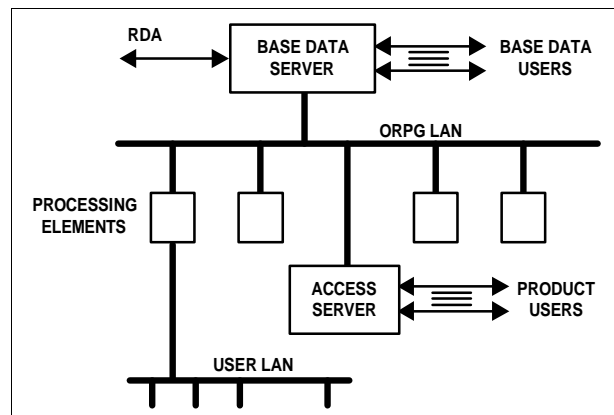 RDA
BASE DATA
SERVER
BASE DATA
USERS
ORPG LAN
PROCESSING
ELEMENTS
ACCESS
SERVER
PRODUCT
USERS
USER LAN